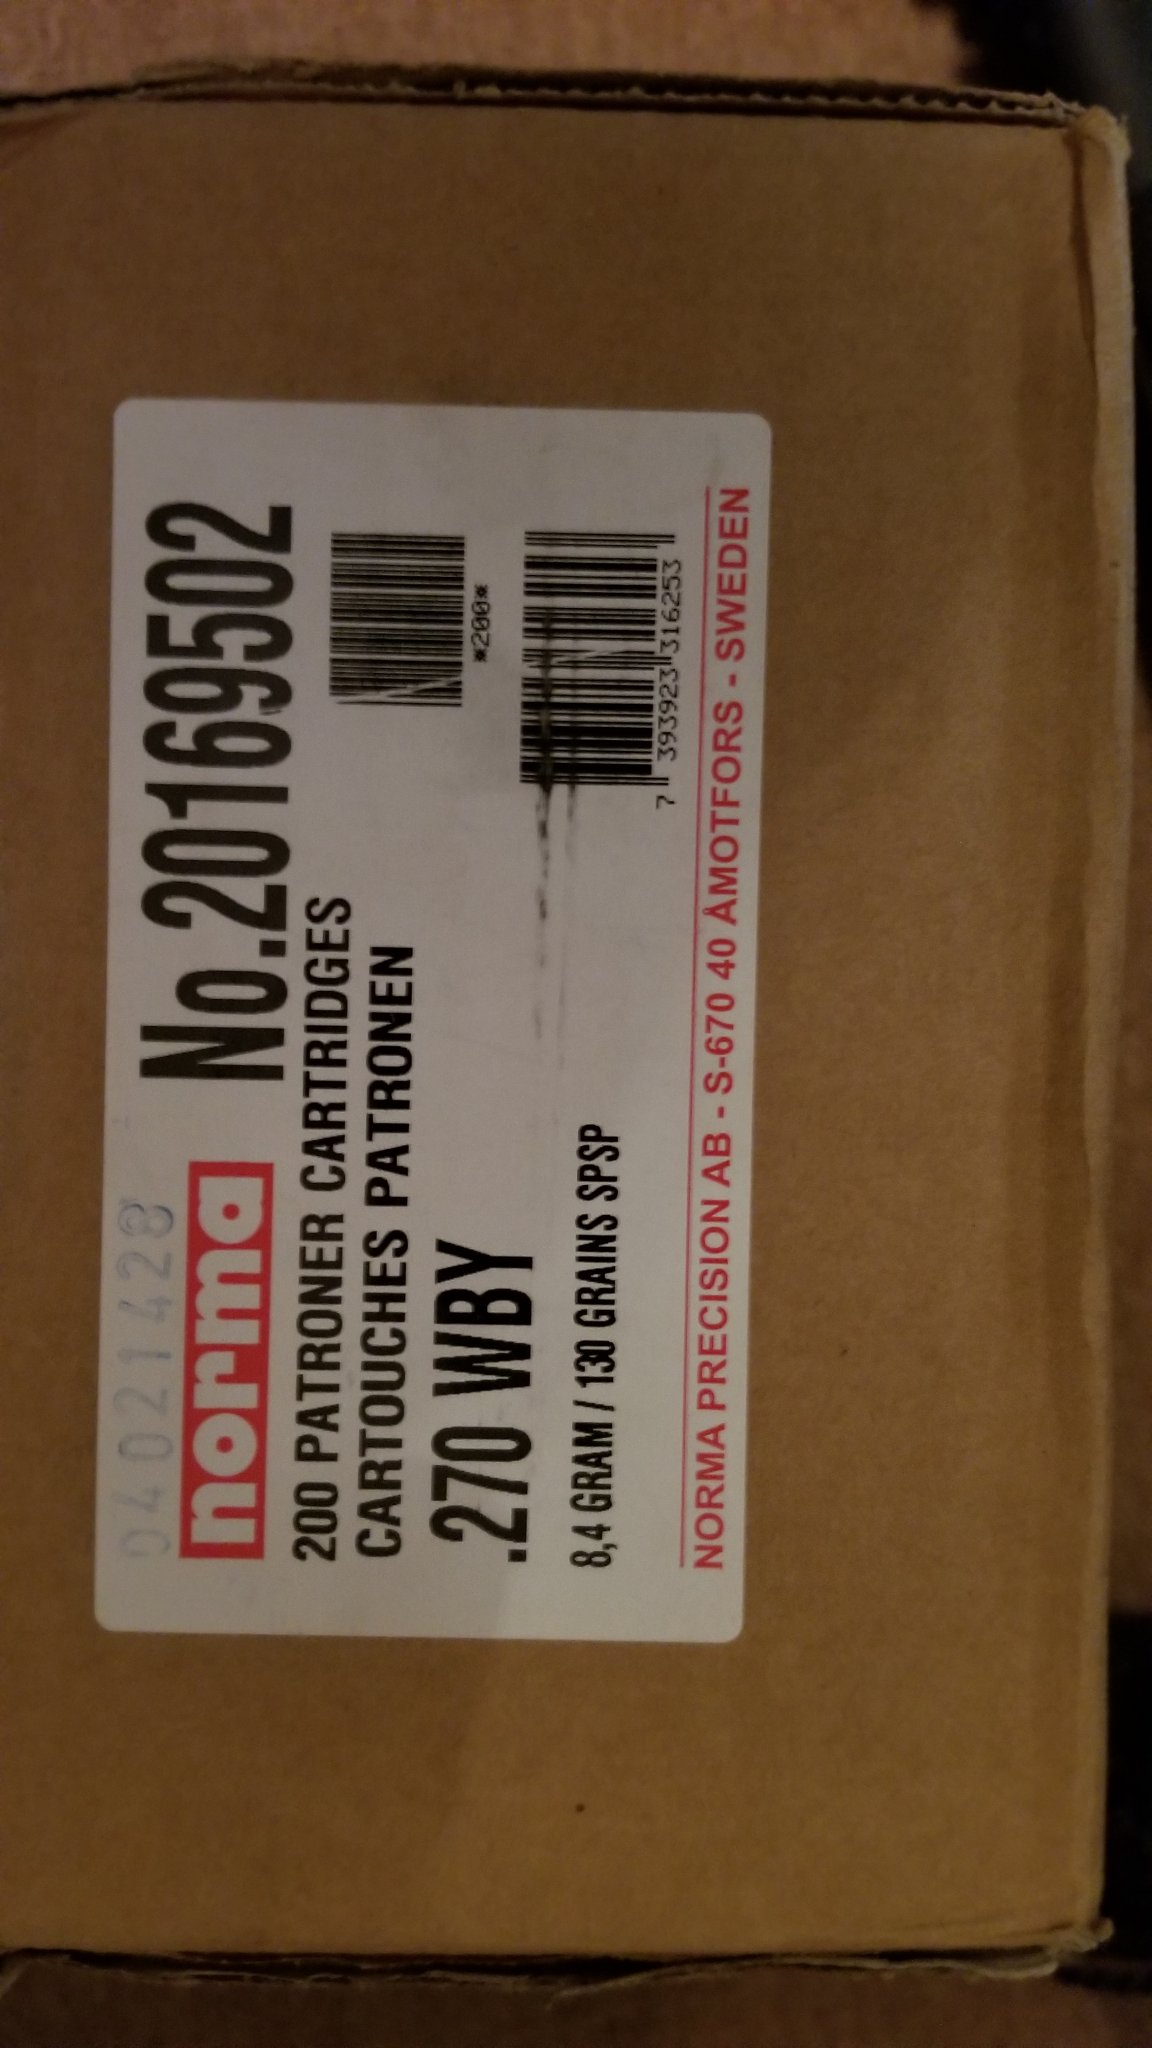 04021428
norma No.20169502
200 PATRONER CARTRIDGES
CARTOUCHES PATRONEN
*200*
.270 WBY
8,4 GRAM / 130 GRAINS SPSP
7 393923 316253
NORMA PRECISION AB - S-670 40 ÅMOTFORS - SWEDEN